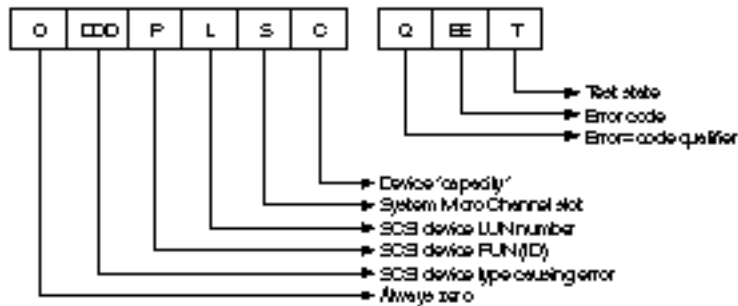 0 DDD P L S C Q EE T
Test state
Error code
Error=code qualifier
Device 'capacity'
System Micro Channel slot
SCSI device LUN number
SCSI device PUN (ID)
SCSI device type causing error
Always zero